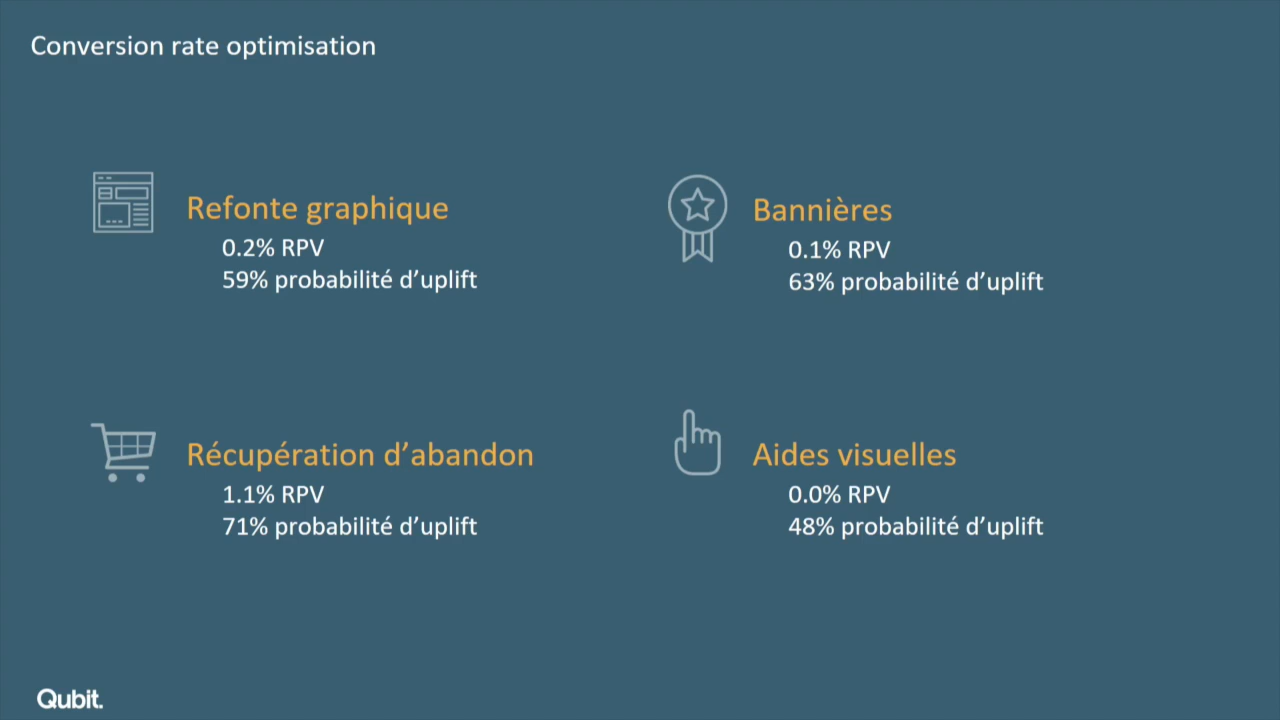 Conversion rate optimisation
Refonte graphique
0.2% RPV
59% probabilité d’uplift
Bannières
0.1% RPV
63% probabilité d’uplift
Récupération d’abandon
1.1% RPV
71% probabilité d’uplift
Aides visuelles
0.0% RPV
48% probabilité d’uplift
Qubit.